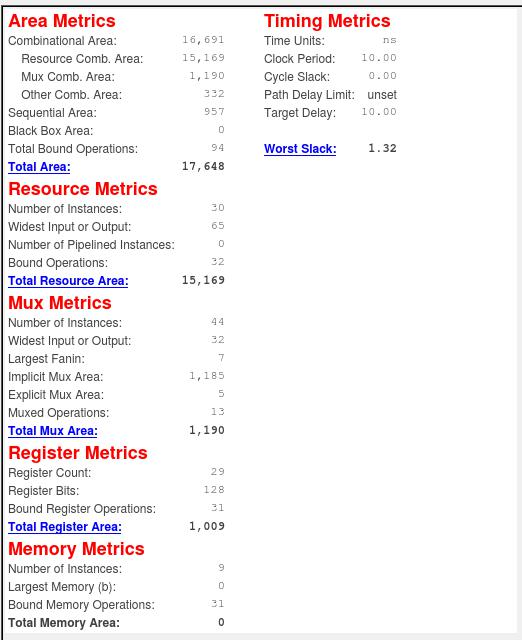 Area Metrics
Combinational Area: 16,691
Resource Comb. Area: 15,169
Mux Comb. Area: 1,190
Other Comb. Area: 332
Sequential Area: 957
Black Box Area: 0
Total Bound Operations: 94
Total Area: 17,648
Resource Metrics
Number of Instances: 30
Widest Input or Output: 65
Number of Pipelined Instances: 0
Bound Operations: 32
Total Resource Area: 15,169
Mux Metrics
Number of Instances: 44
Widest Input or Output: 32
Largest Fanin: 7
Implicit Mux Area: 1,185
Explicit Mux Area: 5
Muxed Operations: 13
Total Mux Area: 1,190
Register Metrics
Register Count: 29
Register Bits: 128
Bound Register Operations: 31
Total Register Area: 1,009
Memory Metrics
Number of Instances: 9
Largest Memory (b): 0
Bound Memory Operations: 31
Total Memory Area: 0
Timing Metrics
Time Units: ns
Clock Period: 10.00
Cycle Slack: 0.00
Path Delay Limit: unset
Target Delay: 10.00
Worst Slack: 1.32